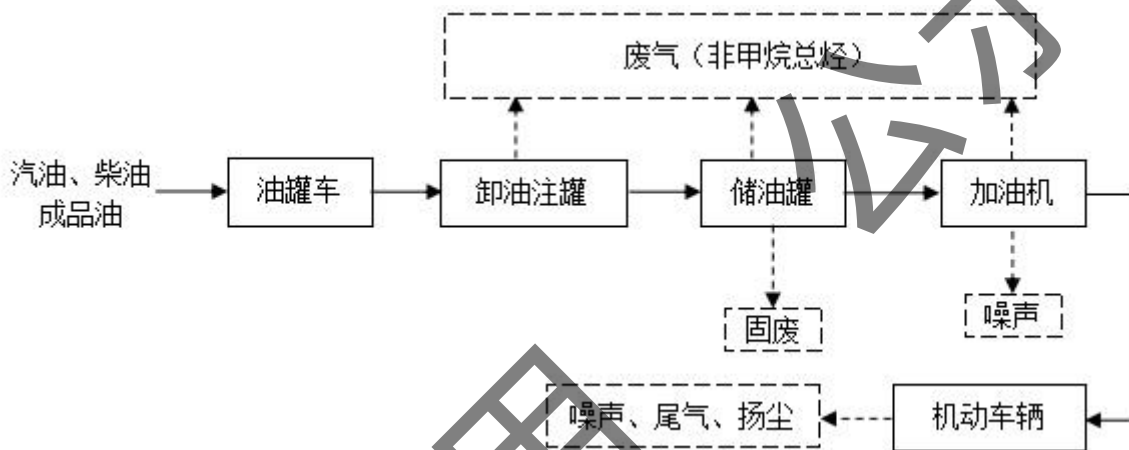 废气（非甲烷总烃）
汽油、柴油
成品油
油罐车
卸油注罐
储油罐
加油机
固废
噪声
噪声、尾气、扬尘
机动车辆